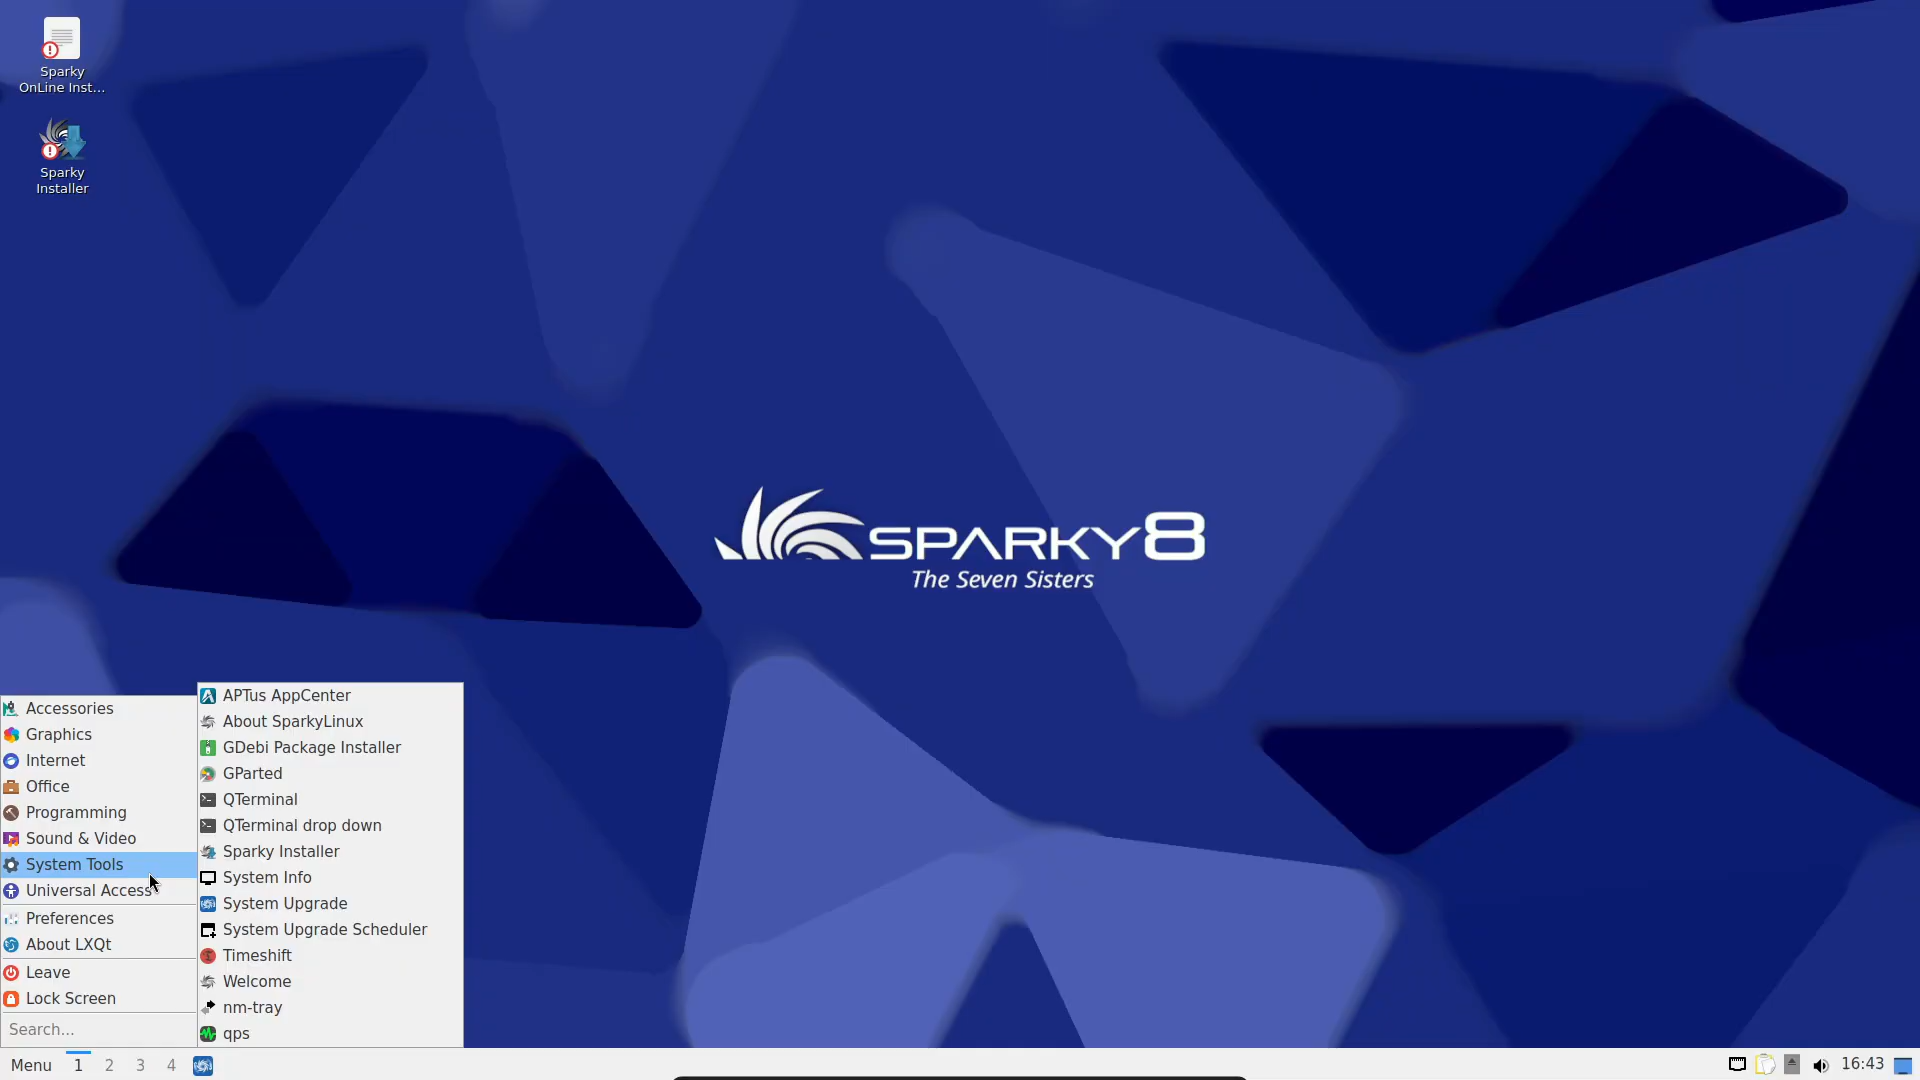 Sparky
OnLine Inst...
Sparky
Installer
SPARKY8
The Seven Sisters
Accessories
Graphics
Internet
Office
Programming
Sound & Video
System Tools
Universal Access
Preferences
About LXQt
Leave
Lock Screen
Search...
APTus AppCenter
About SparkyLinux
GDebi Package Installer
GParted
QTerminal
QTerminal drop down
Sparky Installer
System Info
System Upgrade
System Upgrade Scheduler
Timeshift
Welcome
nm-tray
qps
Menu 1 2 3 4 16:43